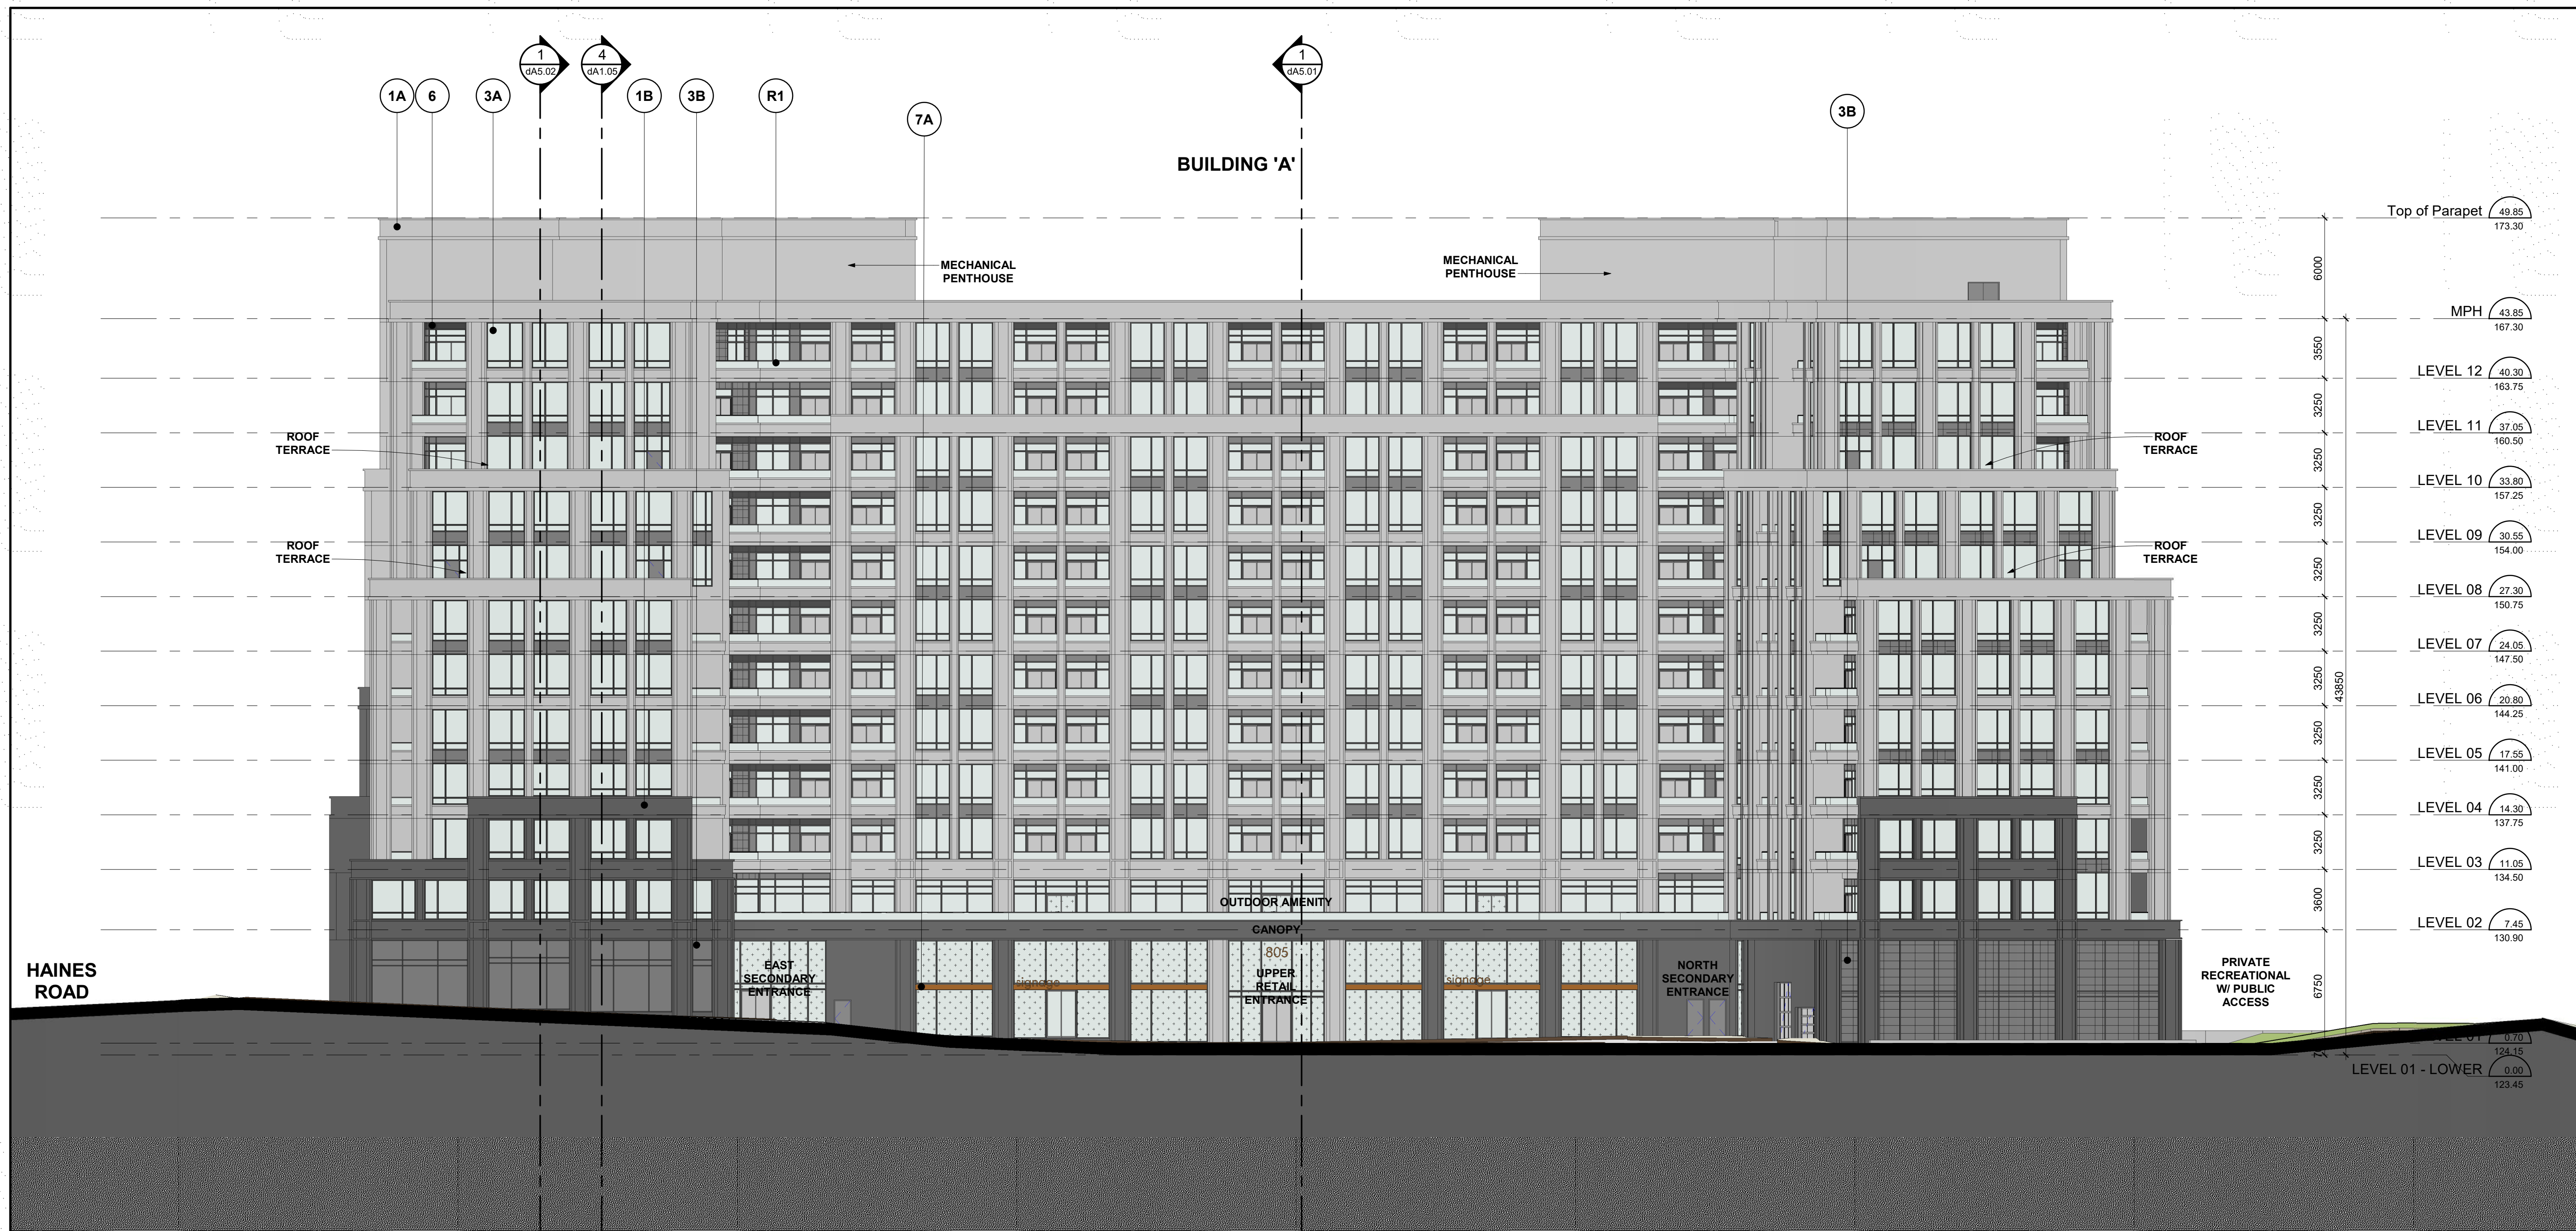 1
dA5.02
4
dA1.05
1
dA5.01
1A
6
3A
1B
3B
R1
7A
3B
BUILDING 'A'
Top of Parapet
49.85
173.30
MECHANICAL
PENTHOUSE
MECHANICAL
PENTHOUSE
6000
MPH
43.85
167.30
3550
LEVEL 12
40.30
163.75
3250
LEVEL 11
37.05
160.50
ROOF
TERRACE
ROOF
TERRACE
3250
LEVEL 10
33.80
157.25
3250
LEVEL 09
30.55
154.00
ROOF
TERRACE
ROOF
TERRACE
3250
LEVEL 08
27.30
150.75
3250
LEVEL 07
24.05
147.50
3250
43850
LEVEL 06
20.80
144.25
3250
LEVEL 05
17.55
141.00
3250
LEVEL 04
14.30
137.75
3250
LEVEL 03
11.05
134.50
3600
OUTDOOR AMENITY
LEVEL 02
7.45
130.90
CANOPY
805
HAINES
ROAD
EAST
SECONDARY
ENTRANCE
signage
UPPER
RETAIL
ENTRANCE
signage
NORTH
SECONDARY
ENTRANCE
PRIVATE
RECREATIONAL
W/ PUBLIC
ACCESS
6750
0.70
124.15
LEVEL 01 - LOWER
0.00
123.45